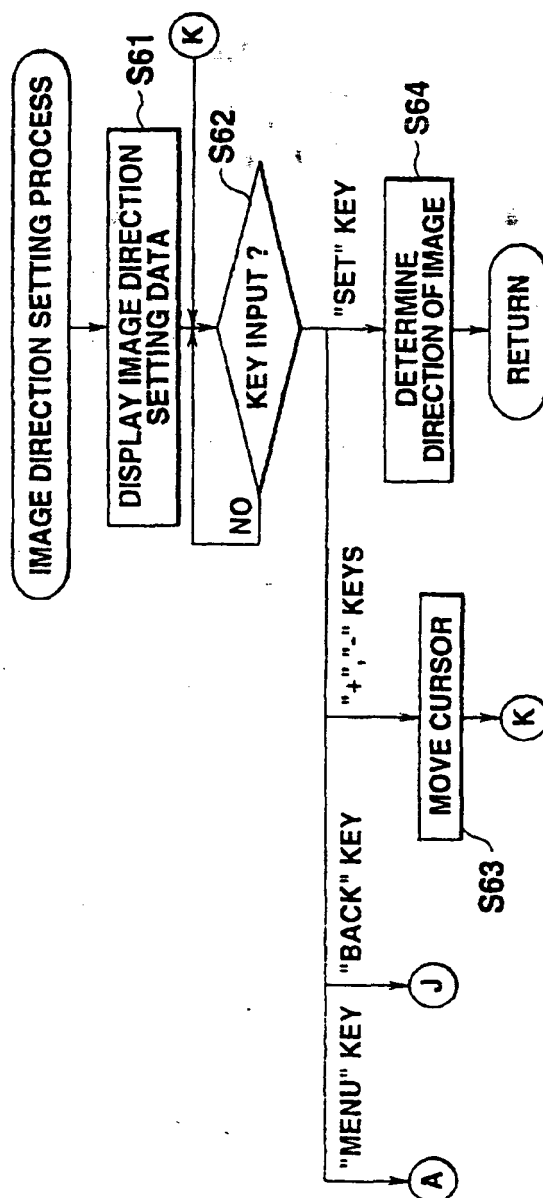 IMAGE DIRECTION SETTING PROCESS
S61
DISPLAY IMAGE DIRECTION
SETTING DATA
K
S62
KEY INPUT ?
NO
"MENU" KEY
"BACK" KEY
"+","-" KEYS
"SET" KEY
A
J
S63
MOVE CURSOR
K
S64
DETERMINE
DIRECTION OF IMAGE
RETURN